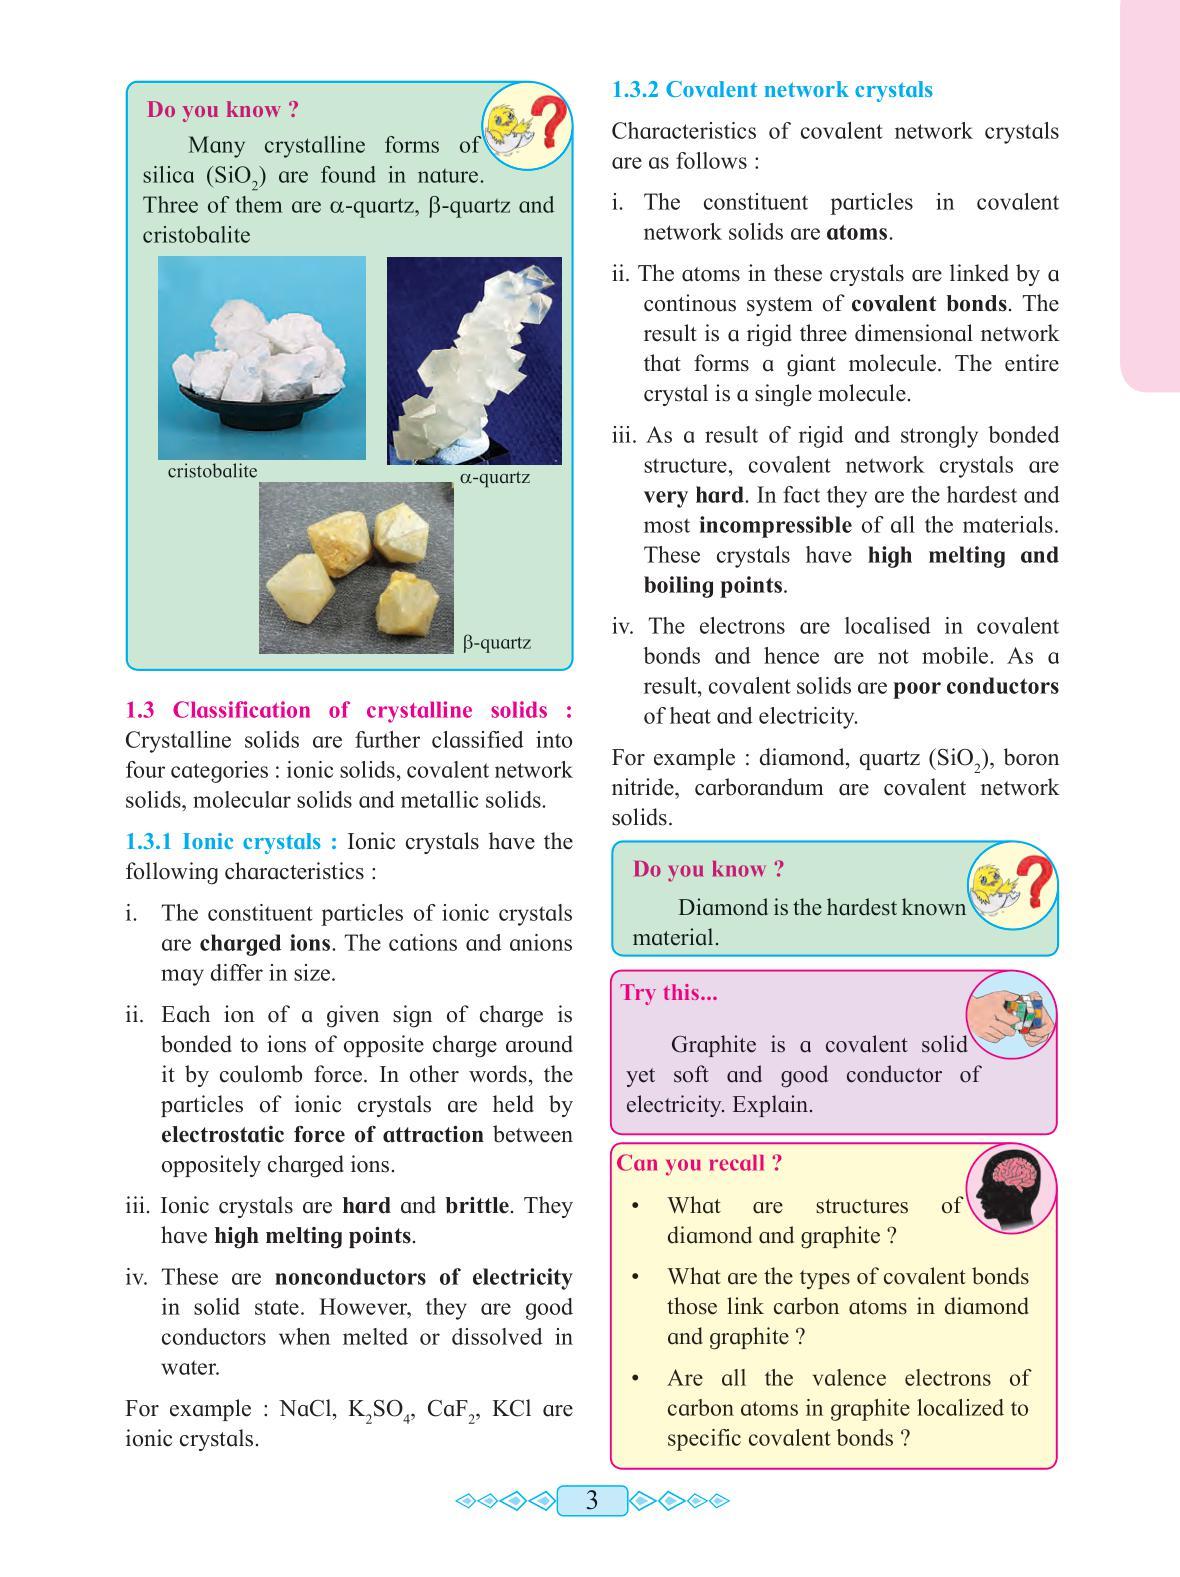 Do you know ?
Many crystalline forms of
silica (SiO₂) are found in nature.
Three of them are α-quartz, β-quartz and
cristobalite
cristobalite
α-quartz
β-quartz
1.3 Classification of crystalline solids :
Crystalline solids are further classified into
four categories : ionic solids, covalent network
solids, molecular solids and metallic solids.
1.3.1 Ionic crystals : Ionic crystals have the
following characteristics :
i. The constituent particles of ionic crystals
are charged ions. The cations and anions
may differ in size.
ii. Each ion of a given sign of charge is
bonded to ions of opposite charge around
it by coulomb force. In other words, the
particles of ionic crystals are held by
electrostatic force of attraction between
oppositely charged ions.
iii. Ionic crystals are hard and brittle. They
have high melting points.
iv. These are nonconductors of electricity
in solid state. However, they are good
conductors when melted or dissolved in
water.
For example : NaCl, K₂SO₄, CaF₂, KCl are
ionic crystals.
1.3.2 Covalent network crystals
Characteristics of covalent network crystals
are as follows :
i. The constituent particles in covalent
network solids are atoms.
ii. The atoms in these crystals are linked by a
continous system of covalent bonds. The
result is a rigid three dimensional network
that forms a giant molecule. The entire
crystal is a single molecule.
iii. As a result of rigid and strongly bonded
structure, covalent network crystals are
very hard. In fact they are the hardest and
most incompressible of all the materials.
These crystals have high melting and
boiling points.
iv. The electrons are localised in covalent
bonds and hence are not mobile. As a
result, covalent solids are poor conductors
of heat and electricity.
For example : diamond, quartz (SiO₂), boron
nitride, carborandum are covalent network
solids.
Do you know ?
Diamond is the hardest known
material.
Try this...
Graphite is a covalent solid
yet soft and good conductor of
electricity. Explain.
Can you recall ?
• What are structures of
diamond and graphite ?
• What are the types of covalent bonds
those link carbon atoms in diamond
and graphite ?
• Are all the valence electrons of
carbon atoms in graphite localized to
specific covalent bonds ?
3